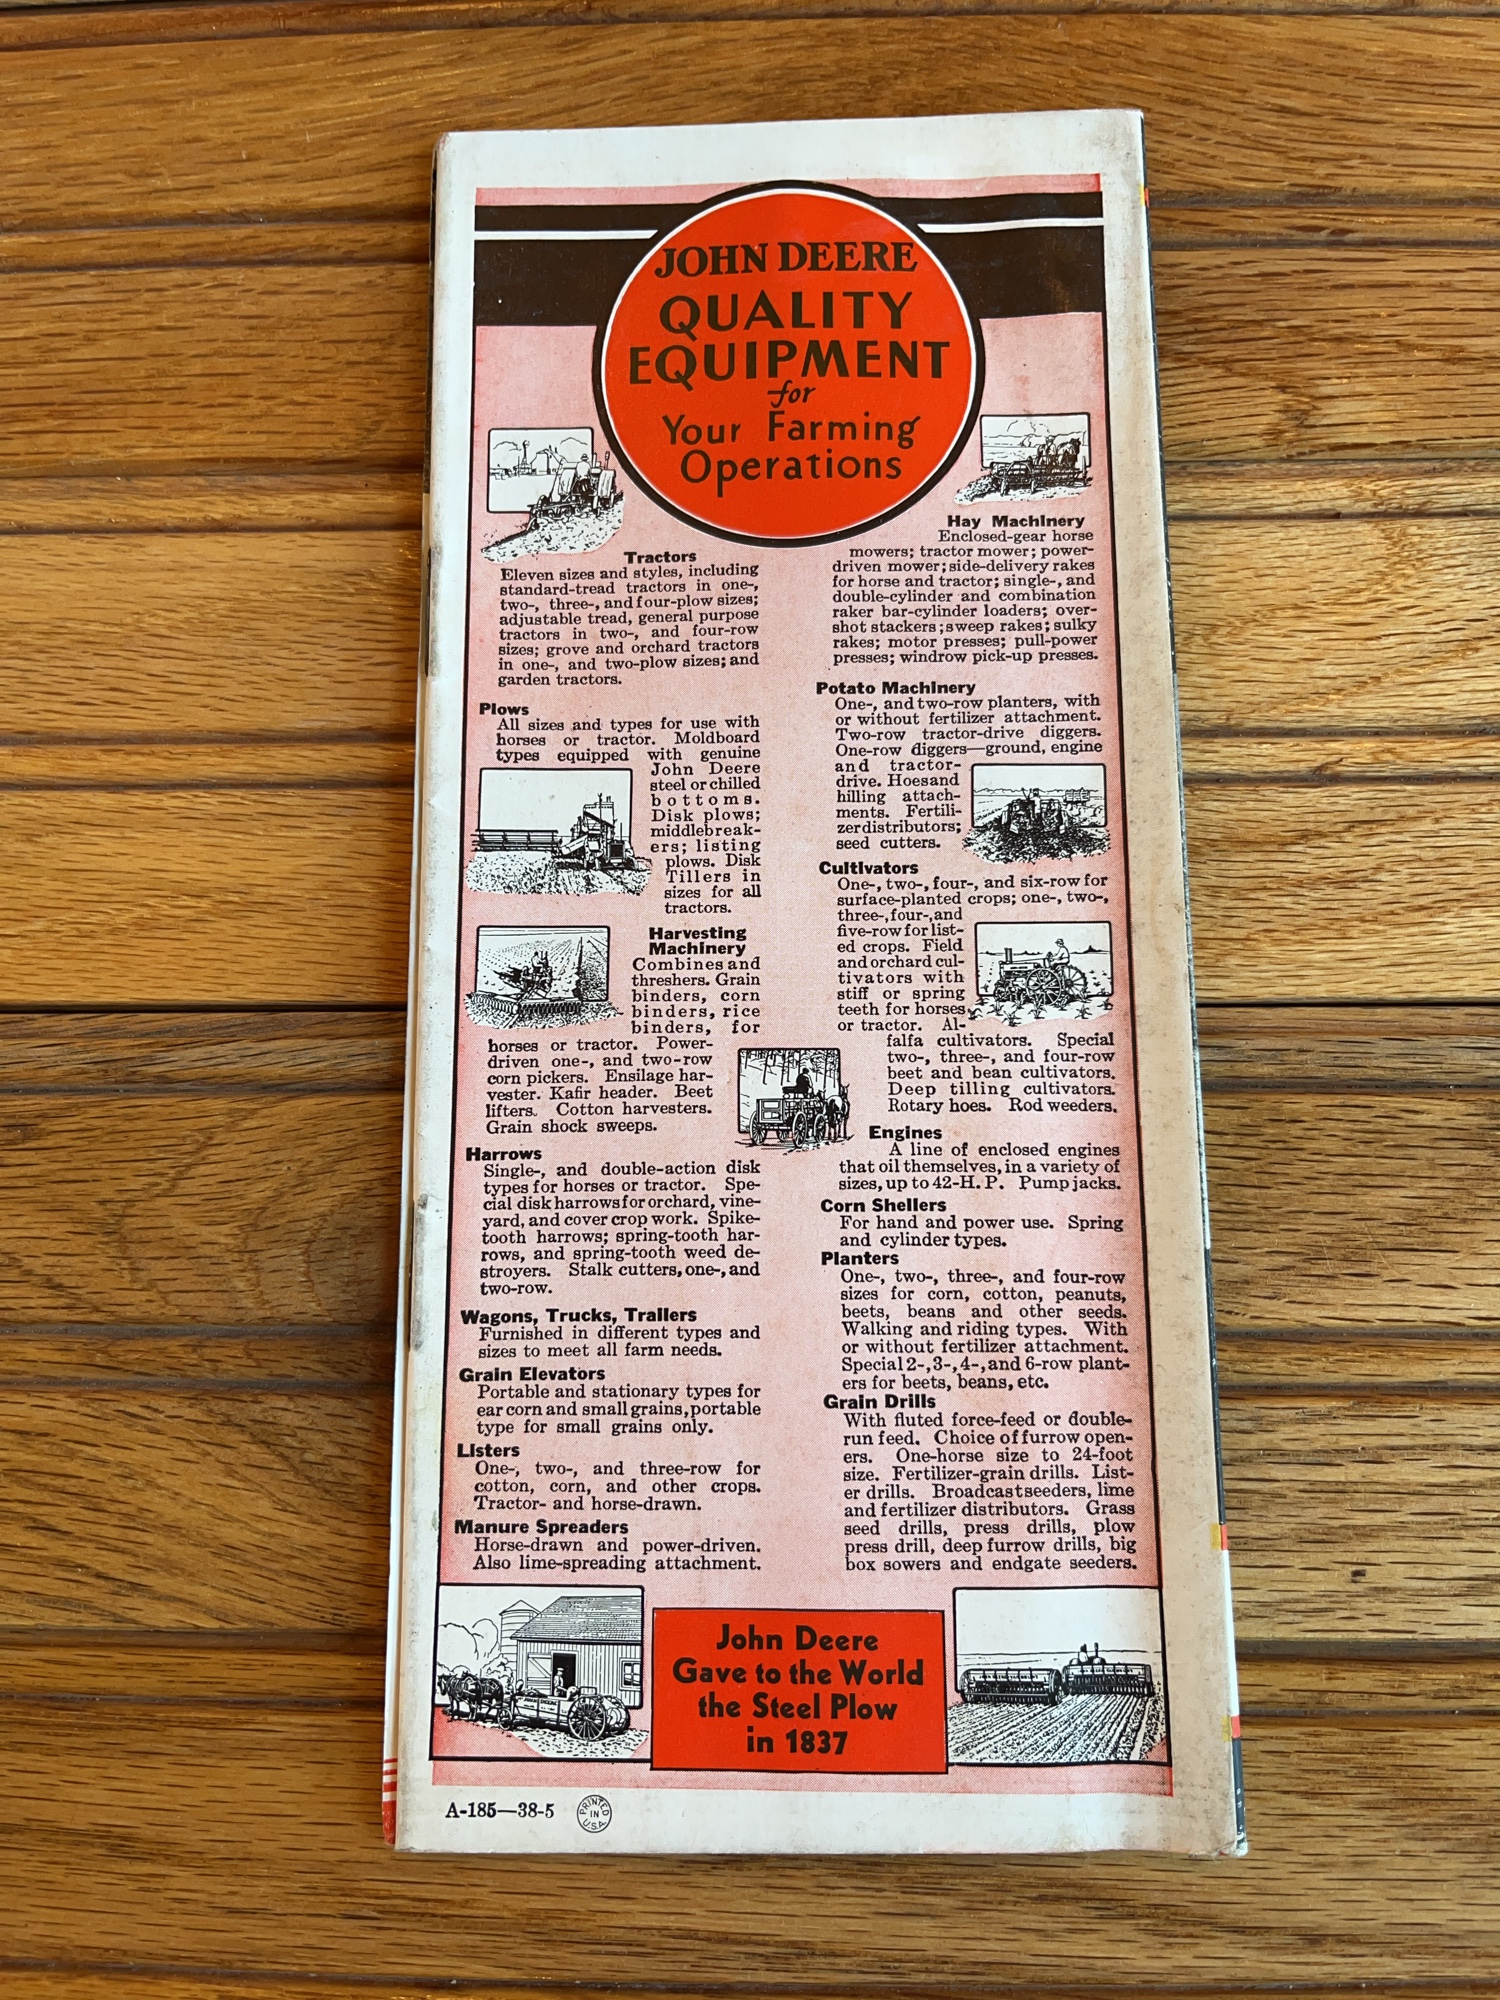 JOHN DEERE
QUALITY
EQUIPMENT
for
Your Farming
Operations
Tractors
Eleven sizes and styles, including
standard-tread tractors in one-,
two-, three-, and four-plow sizes;
adjustable tread, general purpose
tractors in two-, and four-row
sizes; grove and orchard tractors
in one-, and two-plow sizes; and
garden tractors.
Plows
All sizes and types for use with
horses or tractor. Moldboard
types equipped with genuine
John Deere
steel or chilled
bottoms.
Disk plows;
middlebreak-
ers; listing
plows. Disk
Tillers in
sizes for all
tractors.
Harvesting
Machinery
Combines and
threshers. Grain
binders, corn
binders, rice
binders, for
horses or tractor. Power-
driven one-, and two-row
corn pickers. Ensilage har-
vester. Kafir header. Beet
lifters. Cotton harvesters.
Grain shock sweeps.
Harrows
Single-, and double-action disk
types for horses or tractor. Spe-
cial disk harrows for orchard, vine-
yard, and cover crop work. Spike-
tooth harrows; spring-tooth har-
rows, and spring-tooth weed de-
stroyers. Stalk cutters, one-, and
two-row.
Wagons, Trucks, Trailers
Furnished in different types and
sizes to meet all farm needs.
Grain Elevators
Portable and stationary types for
ear corn and small grains, portable
type for small grains only.
Listers
One-, two-, and three-row for
cotton, corn, and other crops.
Tractor- and horse-drawn.
Manure Spreaders
Horse-drawn and power-driven.
Also lime-spreading attachment.
Hay Machinery
Enclosed-gear horse
mowers; tractor mower; power-
driven mower; side-delivery rakes
for horse and tractor; single-, and
double-cylinder and combination
raker bar-cylinder loaders; over-
shot stackers; sweep rakes; sulky
rakes; motor presses; pull-power
presses; windrow pick-up presses.
Potato Machinery
One-, and two-row planters, with
or without fertilizer attachment.
Two-row tractor-drive diggers.
One-row diggers—ground, engine
and tractor-
drive. Hoes and
hilling attach-
ments. Fertili-
zer distributors;
seed cutters.
Cultivators
One-, two-, four-, and six-row for
surface-planted crops; one-, two-,
three-, four-, and
five-row for list-
ed crops. Field
and orchard cul-
tivators with
stiff or spring
teeth for horses
or tractor. Al-
falfa cultivators. Special
two-, three-, and four-row
beet and bean cultivators.
Deep tilling cultivators.
Rotary hoes. Rod weeders.
Engines
A line of enclosed engines
that oil themselves, in a variety of
sizes, up to 42-H. P. Pump jacks.
Corn Shellers
For hand and power use. Spring
and cylinder types.
Planters
One-, two-, three-, and four-row
sizes for corn, cotton, peanuts,
beets, beans and other seeds.
Walking and riding types. With
or without fertilizer attachment.
Special 2-, 3-, 4-, and 6-row plant-
ers for beets, beans, etc.
Grain Drills
With fluted force-feed or double-
run feed. Choice of furrow open-
ers. One-horse size to 24-foot
size. Fertilizer-grain drills. List-
er drills. Broadcast seeders, lime
and fertilizer distributors. Grass
seed drills, press drills, plow
press drill, deep furrow drills, big
box sowers and endgate seeders.
John Deere
Gave to the World
the Steel Plow
in 1837
A-185—38-5
PRINTED
IN
U.S.A.